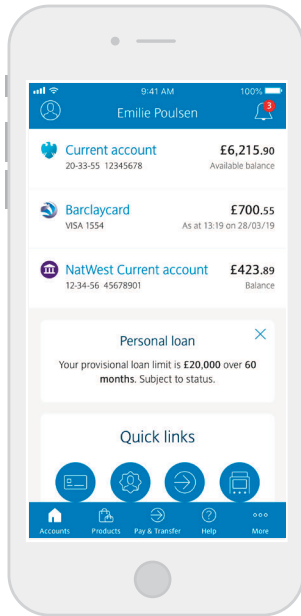 9:41 AM
100%
Emilie Poulsen
3
Current account £6,215.90
20-33-55 12345678 Available balance
Barclaycard £700.55
VISA 1554 As at 13:19 on 28/03/19
NatWest Current account £423.89
12-34-56 45678901 Balance
Personal loan
Your provisional loan limit is £20,000 over 60
months. Subject to status.
Quick links
Accounts Products Pay & Transfer Help More